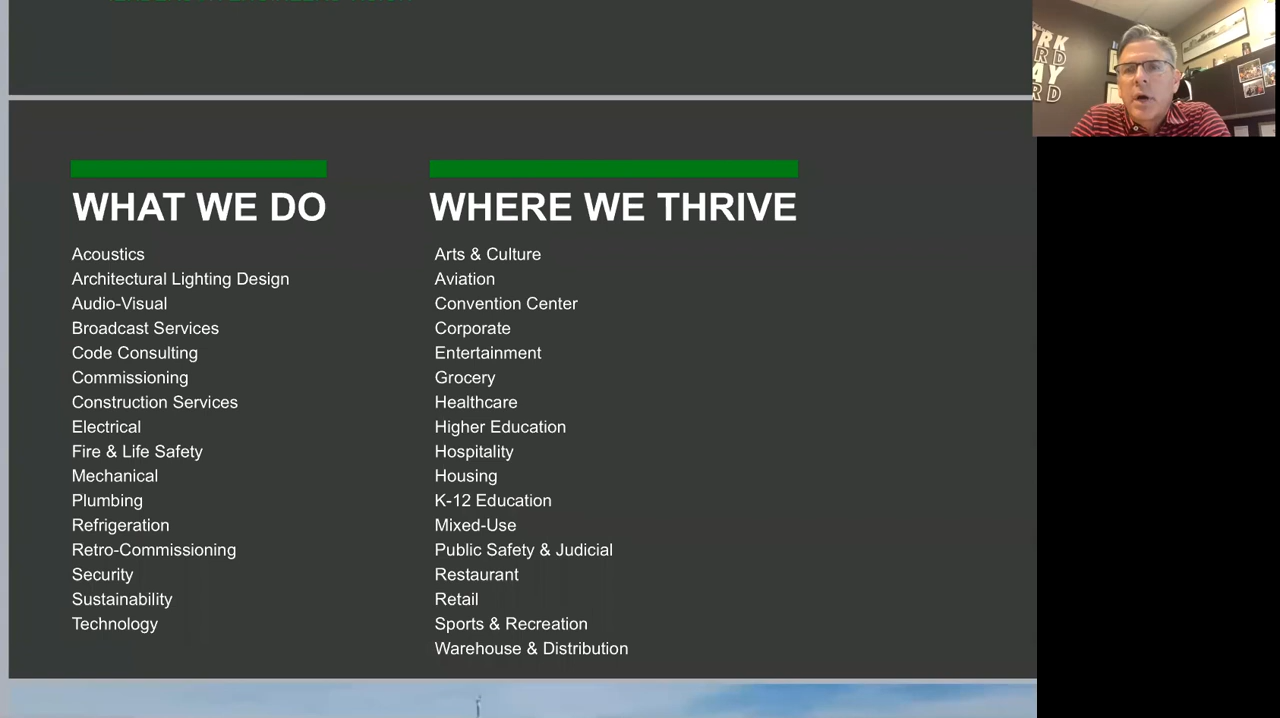 WHAT WE DO
Acoustics
Architectural Lighting Design
Audio-Visual
Broadcast Services
Code Consulting
Commissioning
Construction Services
Electrical
Fire & Life Safety
Mechanical
Plumbing
Refrigeration
Retro-Commissioning
Security
Sustainability
Technology
WHERE WE THRIVE
Arts & Culture
Aviation
Convention Center
Corporate
Entertainment
Grocery
Healthcare
Higher Education
Hospitality
Housing
K-12 Education
Mixed-Use
Public Safety & Judicial
Restaurant
Retail
Sports & Recreation
Warehouse & Distribution